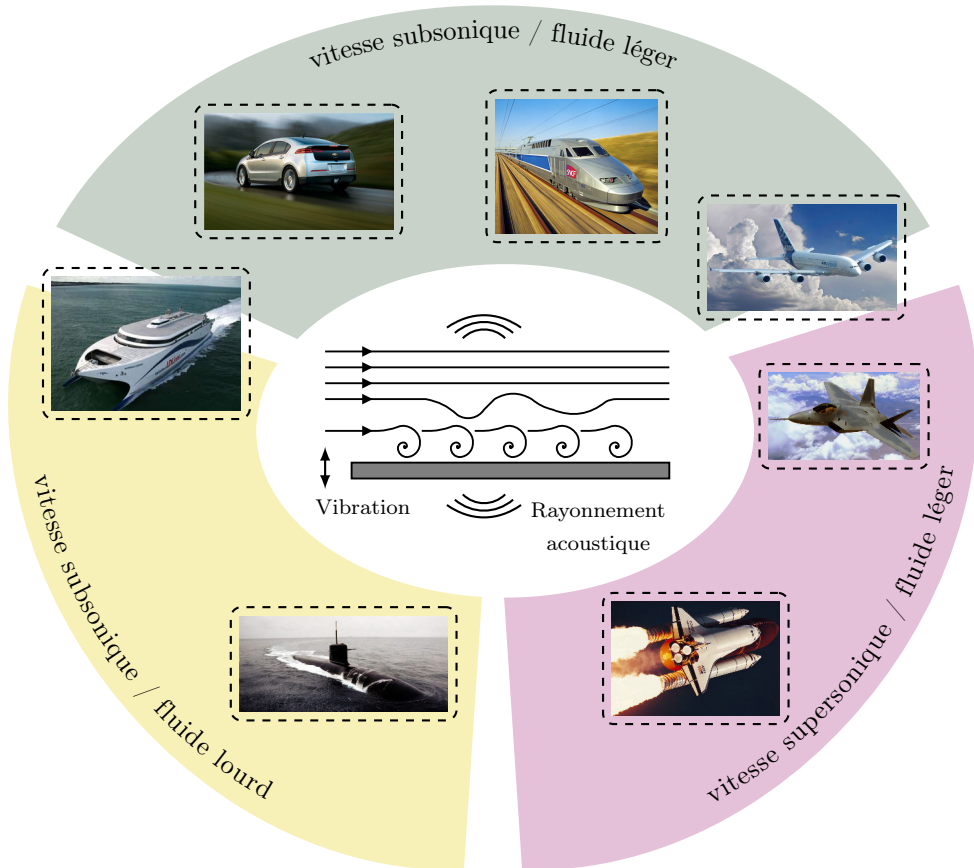 vitesse subsonique / fluide léger
Vibration
Rayonnement
acoustique
vitesse subsonique / fluide lourd
vitesse supersonique / fluide léger